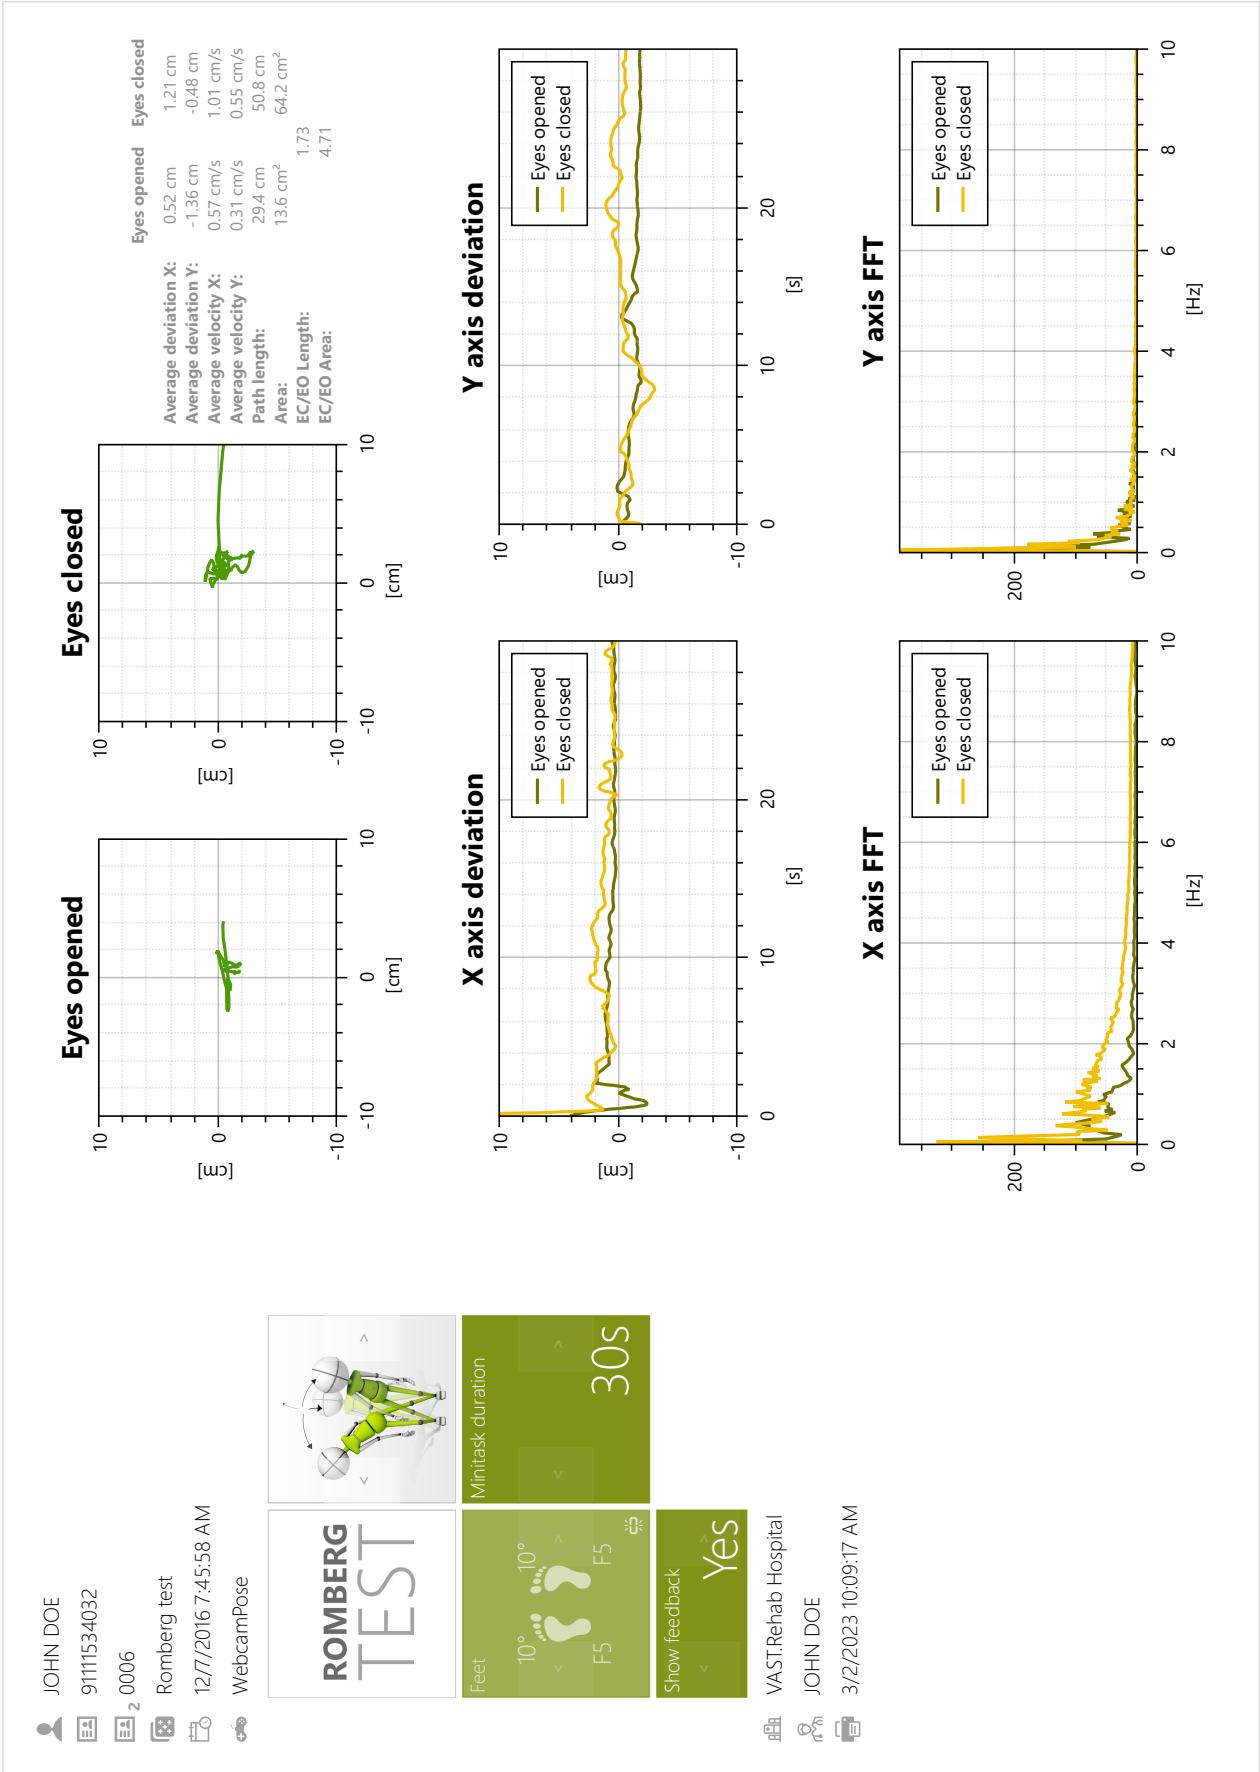 JOHN DOE
91111534032
2 0006
Romberg test
12/7/2016 7:45:58 AM
WebcamPose
ROMBERG
TEST
< >
Feet
10° 10°
< >
F5 F5
Minitask duration
< >
30s
Show feedback
< >
Yes
VAST.Rehab Hospital
JOHN DOE
3/2/2023 10:09:17 AM
Eyes opened
10
0
-10
[cm]
-10 0 10
[cm]
Eyes closed
10
0
-10
[cm]
-10 0 10
[cm]
Eyes opened Eyes closed
Average deviation X: 0.52 cm 1.21 cm
Average deviation Y: -1.36 cm -0.48 cm
Average velocity X: 0.57 cm/s 1.01 cm/s
Average velocity Y: 0.31 cm/s 0.55 cm/s
Path length: 29.4 cm 50.8 cm
Area: 13.6 cm² 64.2 cm²
EC/EO Length: 1.73
EC/EO Area: 4.71
X axis deviation
10
0
-10
[cm]
Eyes opened
Eyes closed
0 10 20
[s]
Y axis deviation
10
0
-10
[cm]
Eyes opened
Eyes closed
0 10 20
[s]
X axis FFT
200
0
Eyes opened
Eyes closed
0 2 4 6 8 10
[Hz]
Y axis FFT
200
0
Eyes opened
Eyes closed
0 2 4 6 8 10
[Hz]